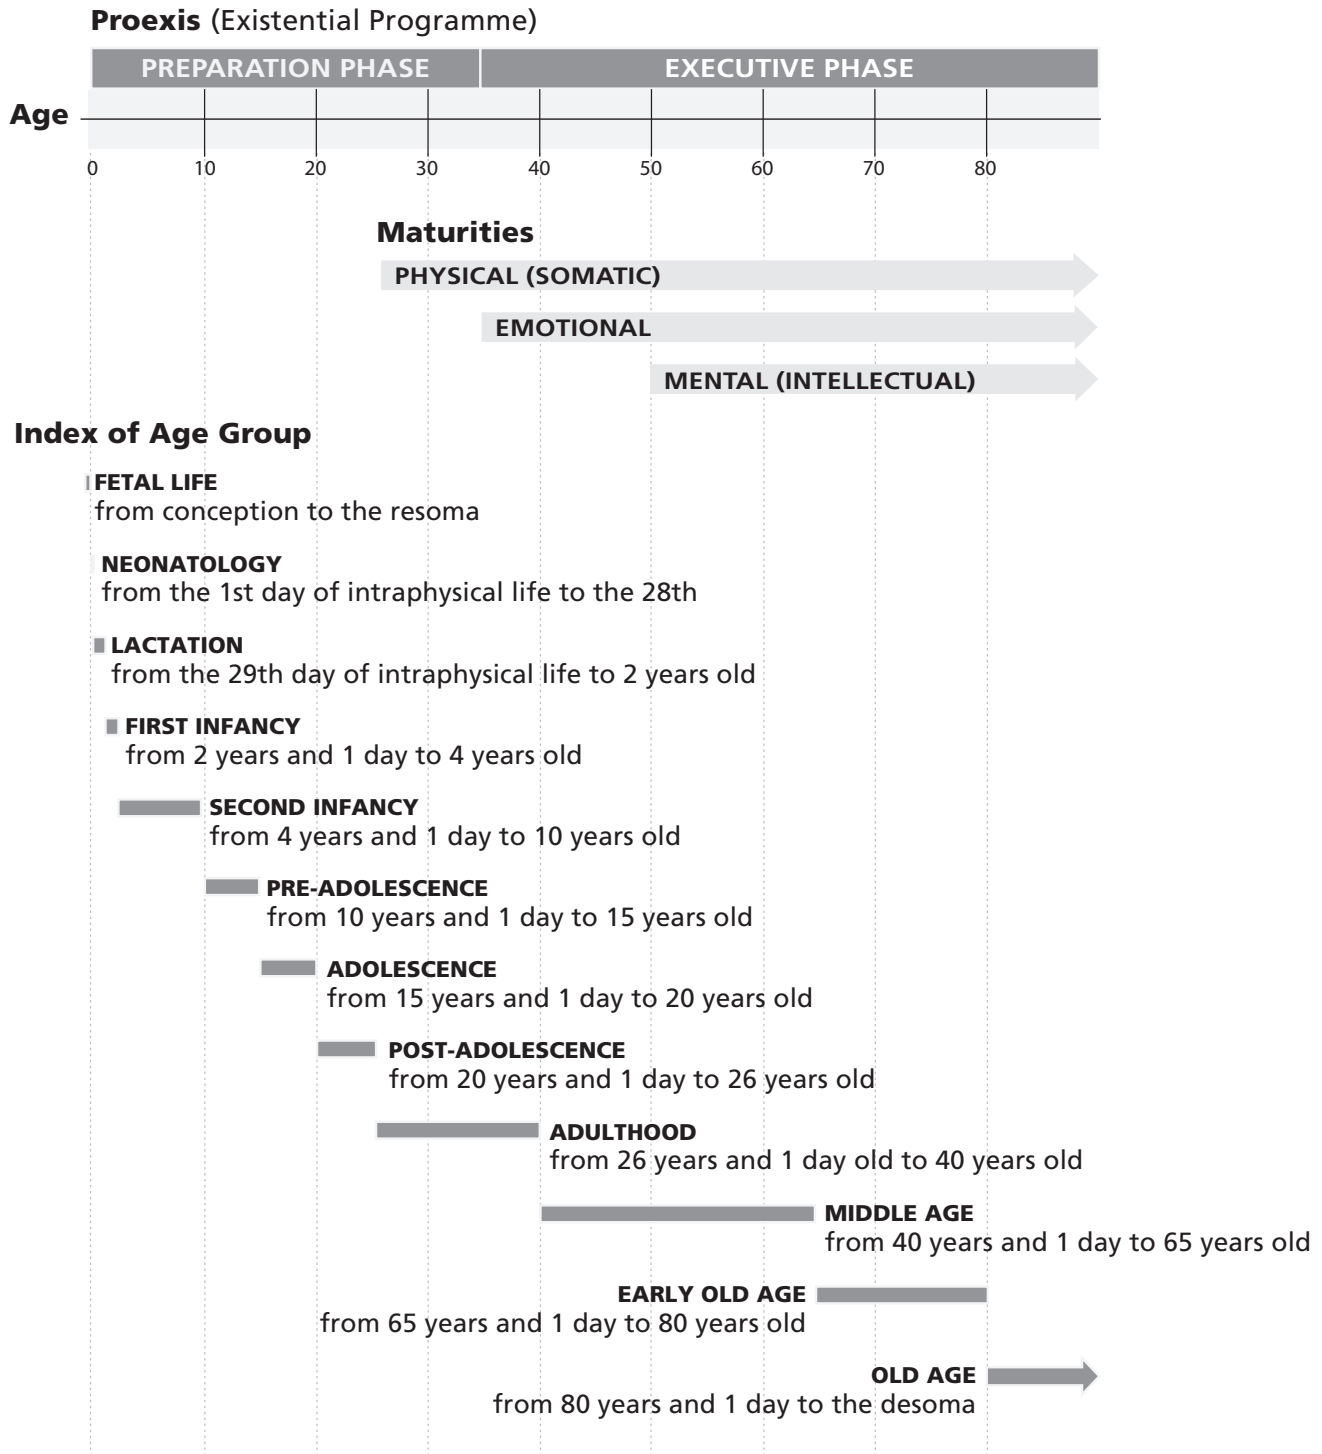 Proexis (Existential Programme)
PREPARATION PHASE EXECUTIVE PHASE
Age
0 10 20 30 40 50 60 70 80
Maturities
PHYSICAL (SOMATIC)
EMOTIONAL
MENTAL (INTELLECTUAL)
Index of Age Group
FETAL LIFE
from conception to the resoma
NEONATOLOGY
from the 1st day of intraphysical life to the 28th
LACTATION
from the 29th day of intraphysical life to 2 years old
FIRST INFANCY
from 2 years and 1 day to 4 years old
SECOND INFANCY
from 4 years and 1 day to 10 years old
PRE-ADOLESCENCE
from 10 years and 1 day to 15 years old
ADOLESCENCE
from 15 years and 1 day to 20 years old
POST-ADOLESCENCE
from 20 years and 1 day to 26 years old
ADULTHOOD
from 26 years and 1 day old to 40 years old
MIDDLE AGE
from 40 years and 1 day to 65 years old
EARLY OLD AGE
from 65 years and 1 day to 80 years old
OLD AGE
from 80 years and 1 day to the desoma